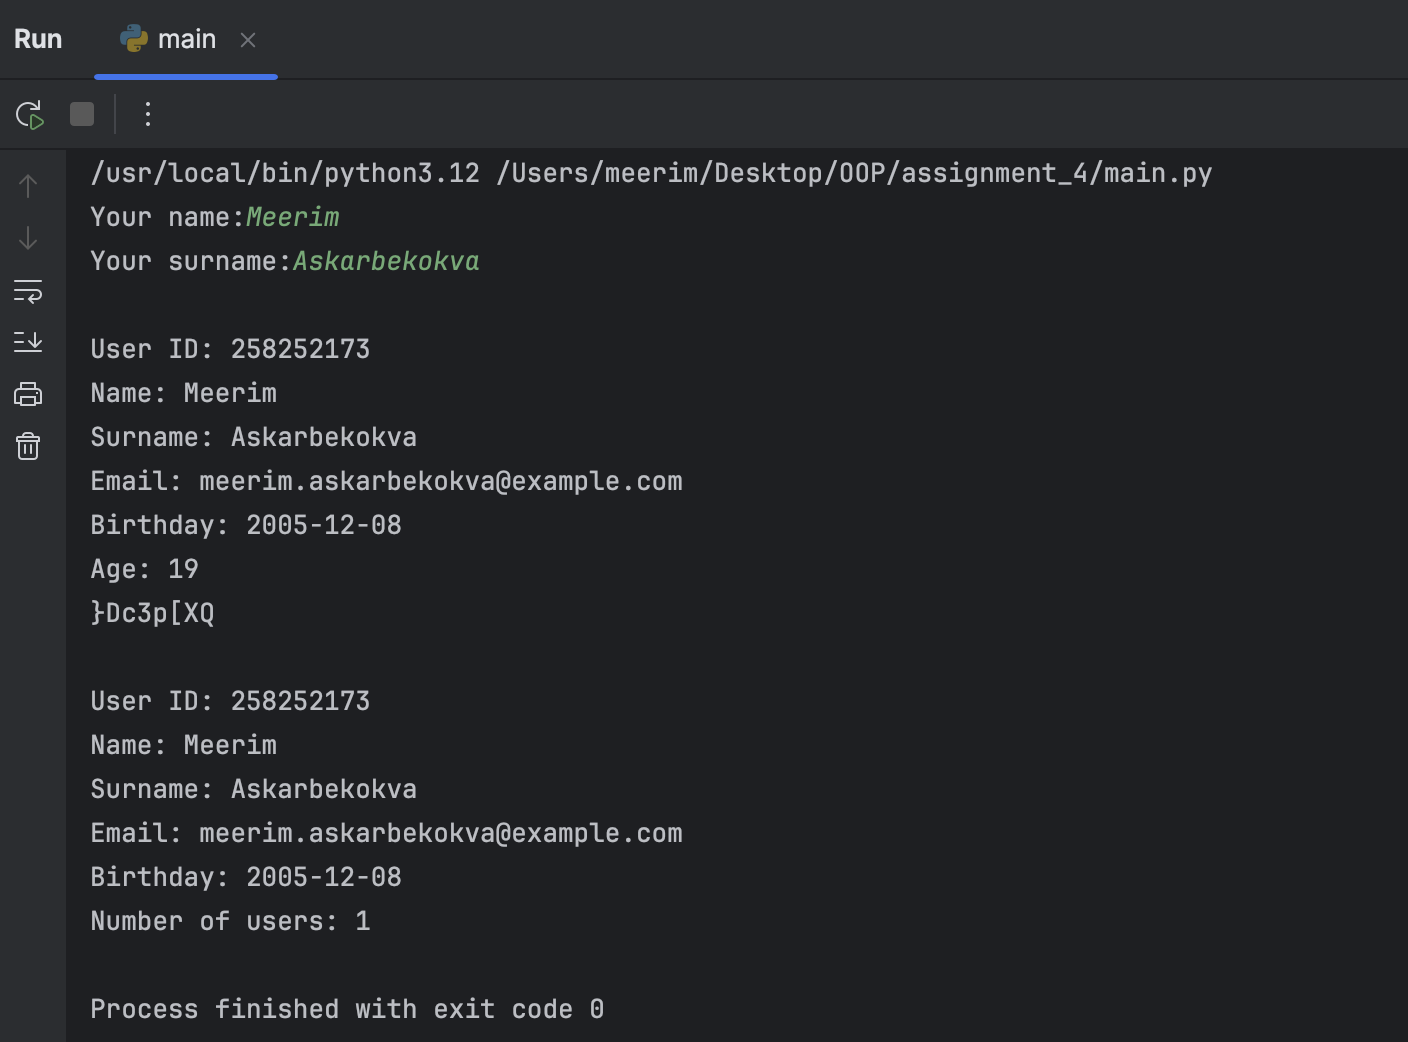 Run main
/usr/local/bin/python3.12 /Users/meerim/Desktop/OOP/assignment_4/main.py
Your name:Meerim
Your surname:Askarbekokva
User ID: 258252173
Name: Meerim
Surname: Askarbekokva
Email: meerim.askarbekokva@example.com
Birthday: 2005-12-08
Age: 19
}Dc3p[XQ
User ID: 258252173
Name: Meerim
Surname: Askarbekokva
Email: meerim.askarbekokva@example.com
Birthday: 2005-12-08
Number of users: 1
Process finished with exit code 0